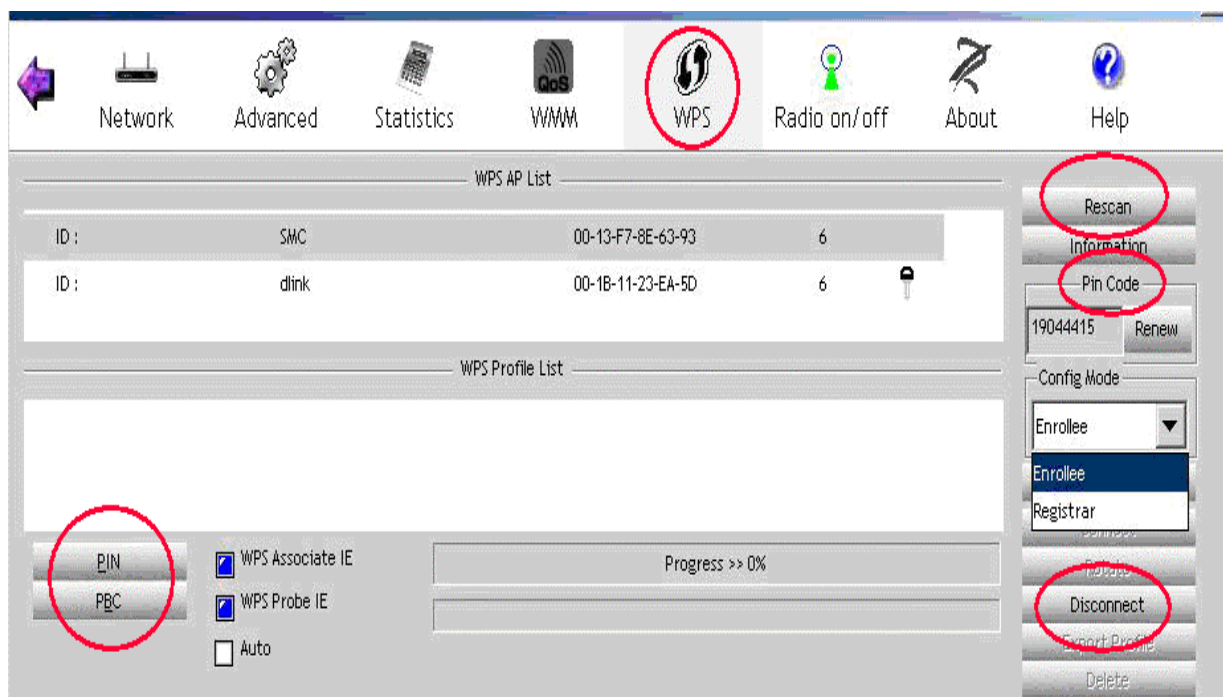 Network Advanced Statistics QoS WMM WPS Radio on/off About Help
WPS AP List
ID : SMC 00-13-F7-8E-63-93 6
ID : dlink 00-1B-11-23-EA-5D 6
WPS Profile List
PIN
PBC
WPS Associate IE
WPS Probe IE
Auto
Progress >> 0%
Rescan
Information
Pin Code
19044415 Renew
Config Mode
Enrollee
Enrollee
Registrar
Connect
Rotate
Disconnect
Export Profile
Delete